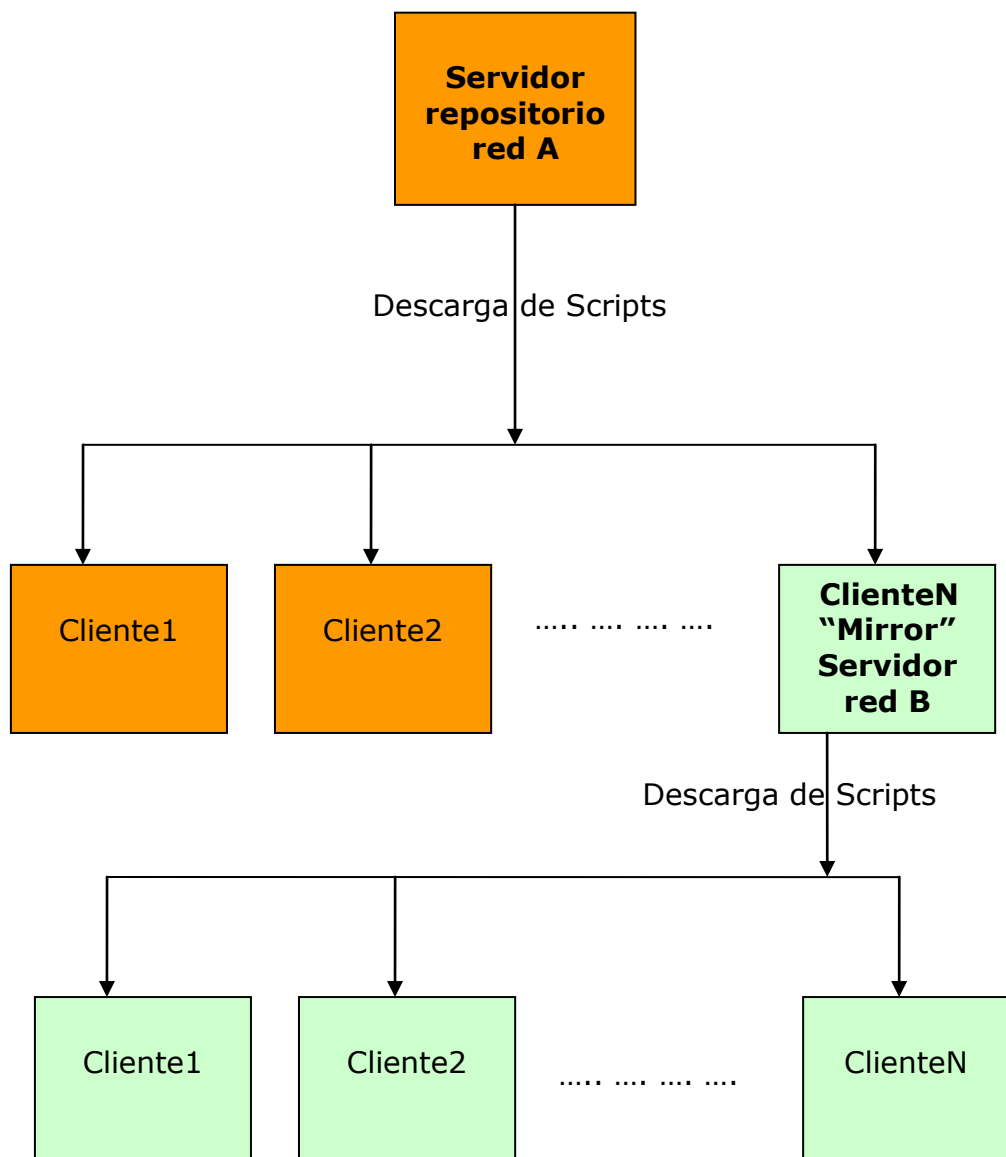 Servidor
repositorio
red A
Descarga de Scripts
Cliente1
Cliente2
….. …. …. ….
ClienteN
“Mirror”
Servidor
red B
Descarga de Scripts
Cliente1
Cliente2
….. …. …. ….
ClienteN